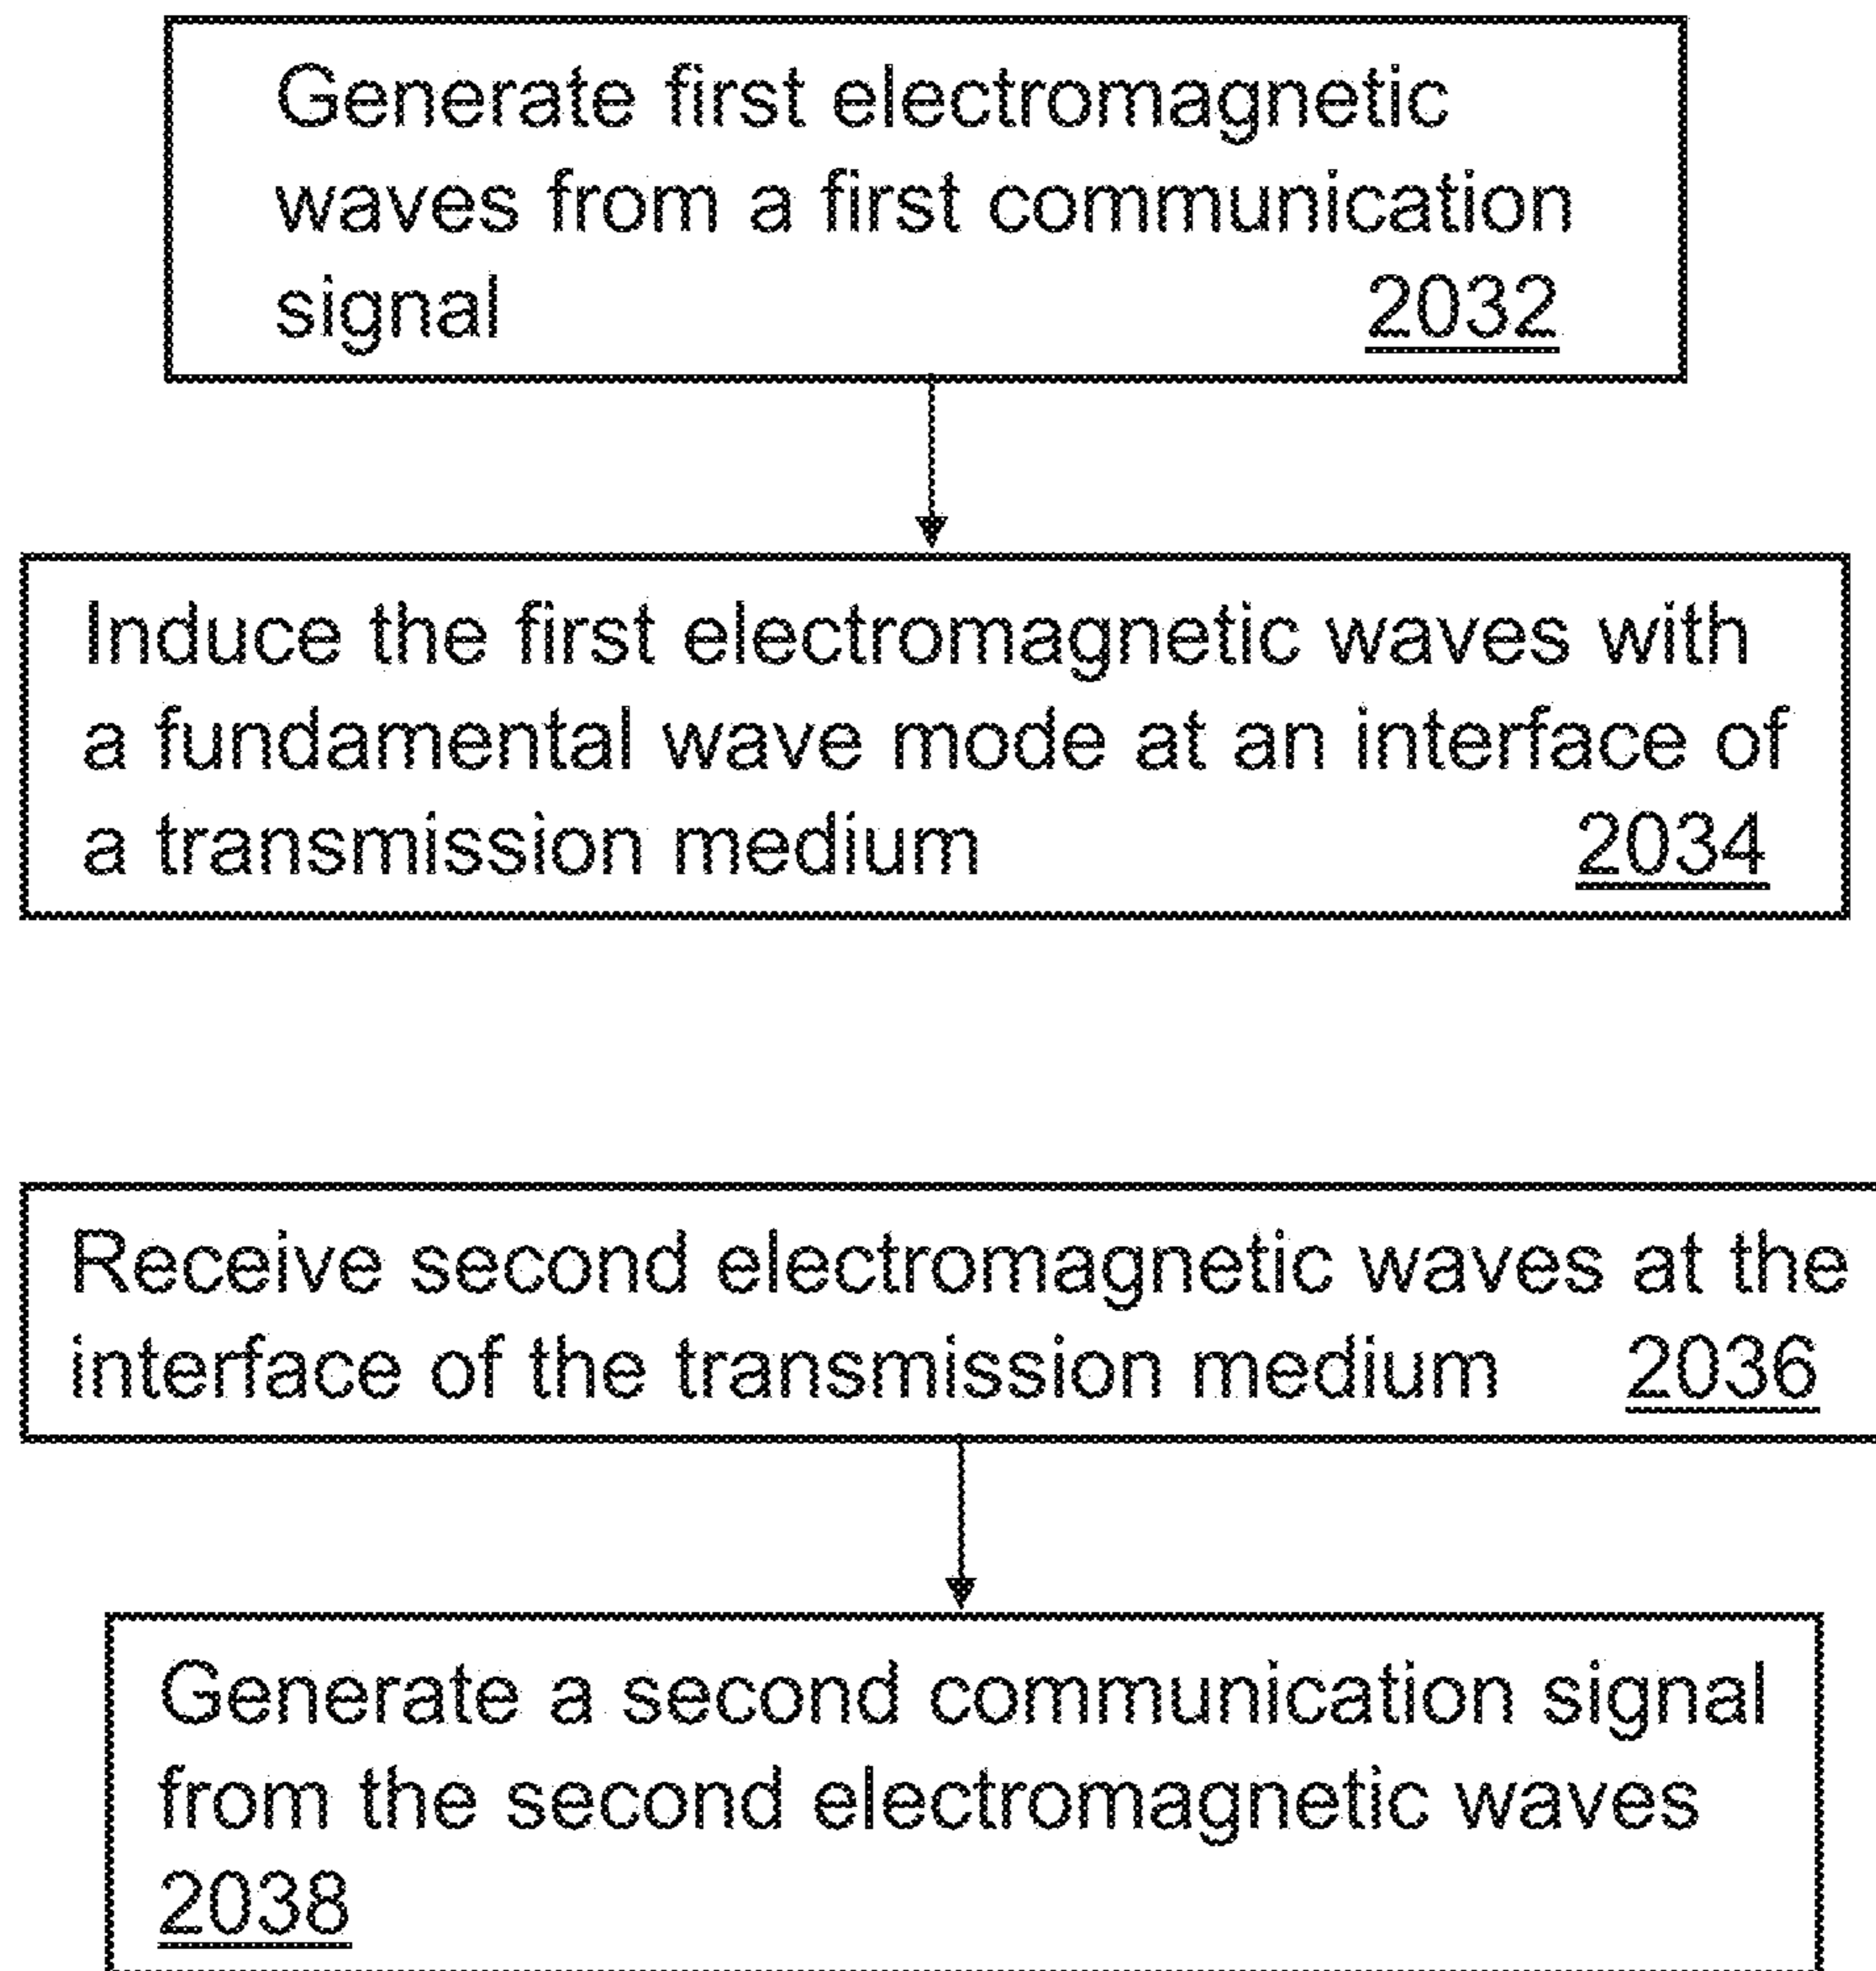 Generate first electromagnetic
waves from a first communication
signal 2032
Induce the first electromagnetic waves with
a fundamental wave mode at an interface of
a transmission medium 2034
Receive second electromagnetic waves at the
interface of the transmission medium 2036
Generate a second communication signal
from the second electromagnetic waves
2038